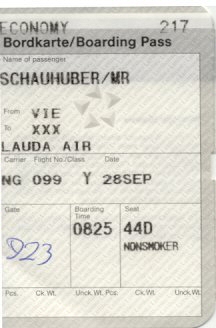 ECONOMY 217
Bordkarte/Boarding Pass
Name of passenger
SCHAUHUBER/MR
From VIE
To XXX
LAUDA AIR
Carrier Flight No./Class Date
NG 099 Y 28SEP
Gate Boarding Time Seat
D23 0825 44D
NONSMOKER
Pcs. Ck.Wt. Unck.Wt. Pcs. Ck.Wt. Unck.Wt.